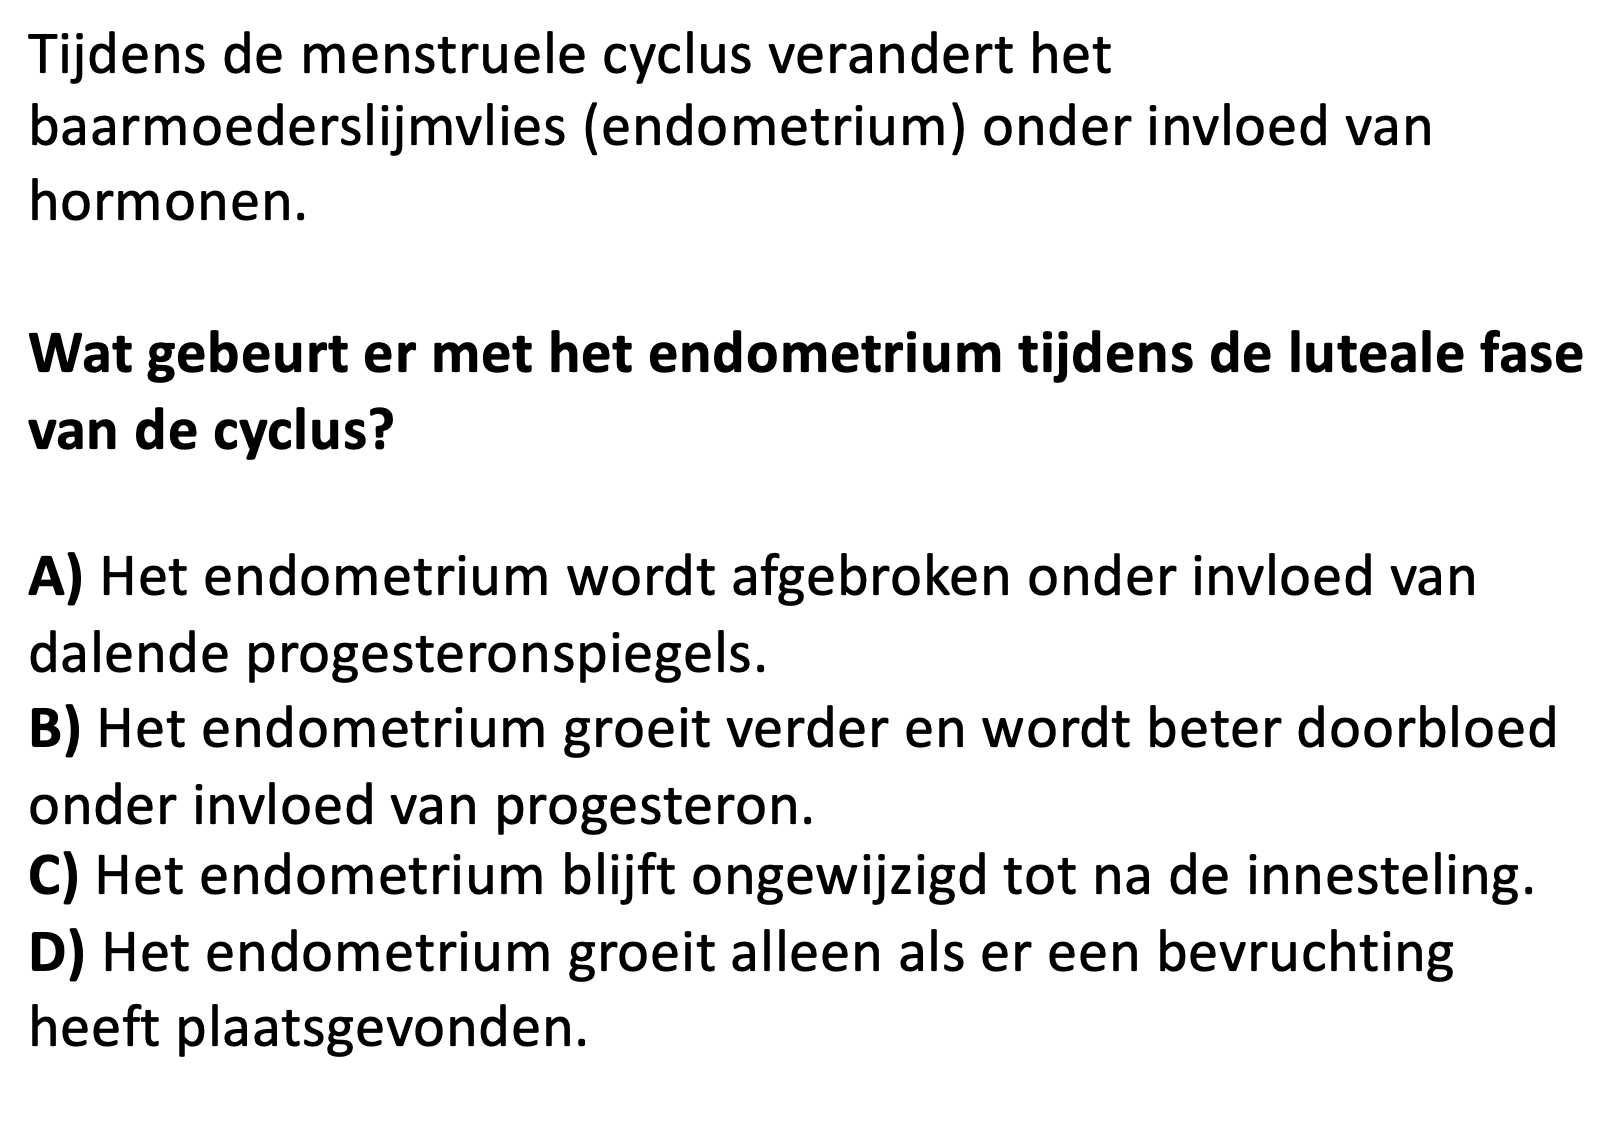 Tijdens de menstruele cyclus verandert het
baarmoederslijmvlies (endometrium) onder invloed van
hormonen.
Wat gebeurt er met het endometrium tijdens de luteale fase
van de cyclus?
A) Het endometrium wordt afgebroken onder invloed van
dalende progesteronspiegels.
B) Het endometrium groeit verder en wordt beter doorbloed
onder invloed van progesteron.
C) Het endometrium blijft ongewijzigd tot na de innesteling.
D) Het endometrium groeit alleen als er een bevruchting
heeft plaatsgevonden.